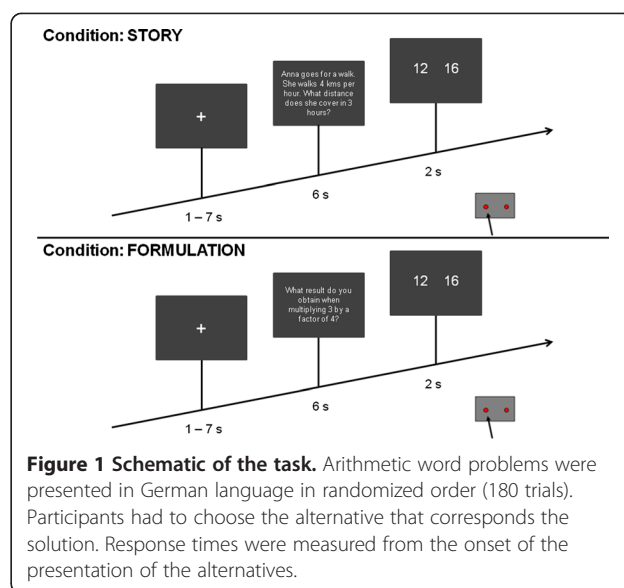 Condition: STORY
+
Anna goes for a walk.
She walks 4 kms per
hour. What distance
does she cover in 3
hours?
12 16
1 – 7 s
6 s
2 s
Condition: FORMULATION
+
What result do you
obtain when
multiplying 3 by a
factor of 4?
12 16
1 – 7 s
6 s
2 s
Figure 1 Schematic of the task. Arithmetic word problems were
presented in German language in randomized order (180 trials).
Participants had to choose the alternative that corresponds the
solution. Response times were measured from the onset of the
presentation of the alternatives.